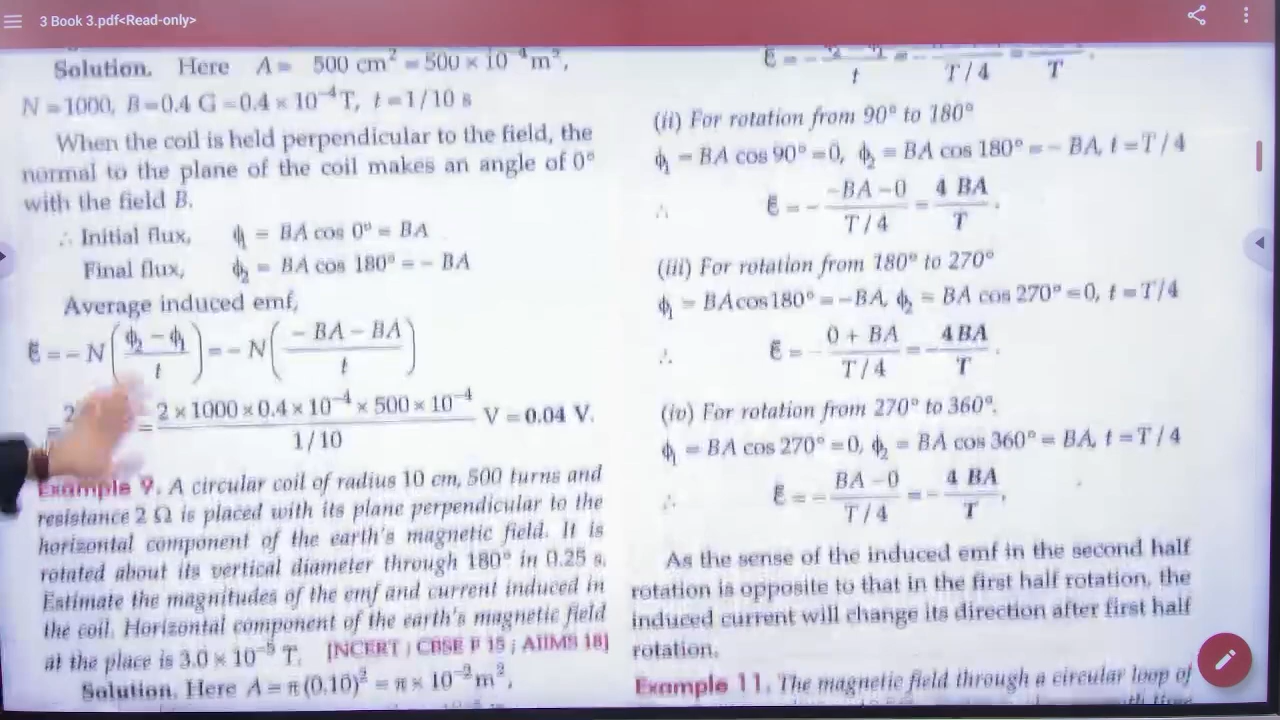 3 Book 3.pdf<Read-only>
Solution. Here A = 500 cm² = 500 × 10⁻⁴ m²,
N = 1000, B = 0.4 G = 0.4 × 10⁻⁴ T, t = 1/10 s
When the coil is held perpendicular to the field, the
normal to the plane of the coil makes an angle of 0°
with the field B.
∴ Initial flux, ϕ₁ = BA cos 0° = BA
Final flux, ϕ₂ = BA cos 180° = − BA
Average induced emf,
ℰ = − N ( ϕ₂ − ϕ₁ / t ) = − N ( − BA − BA / t )
= 2 = 2 × 1000 × 0.4 × 10⁻⁴ × 500 × 10⁻⁴ / 1/10 V = 0.04 V.
Example 9. A circular coil of radius 10 cm, 500 turns and
resistance 2 Ω is placed with its plane perpendicular to the
horizontal component of the earth's magnetic field. It is
rotated about its vertical diameter through 180° in 0.25 s.
Estimate the magnitudes of the emf and current induced in
the coil. Horizontal component of the earth's magnetic field
at the place is 3.0 × 10⁻⁵ T. [NCERT ; CBSE F 15 ; AIIMS 18]
Solution. Here A = π (0.10)² = π × 10⁻² m²,
ℰ = − ϕ₂ − ϕ₁ / t = − / T/4 = / T .
(ii) For rotation from 90° to 180°
ϕ₁ = BA cos 90° = 0, ϕ₂ = BA cos 180° = − BA, t = T/4
∴ ℰ = − −BA − 0 / T/4 = 4 BA / T .
(iii) For rotation from 180° to 270°
ϕ₁ = BA cos 180° = −BA, ϕ₂ = BA cos 270° = 0, t = T/4
∴ ℰ = − 0 + BA / T/4 = − 4 BA / T .
(iv) For rotation from 270° to 360°.
ϕ₁ = BA cos 270° = 0, ϕ₂ = BA cos 360° = BA, t = T/4
∴ ℰ = − BA − 0 / T/4 = − 4 BA / T .
As the sense of the induced emf in the second half
rotation is opposite to that in the first half rotation, the
induced current will change its direction after first half
rotation.
Example 11. The magnetic field through a circular loop of